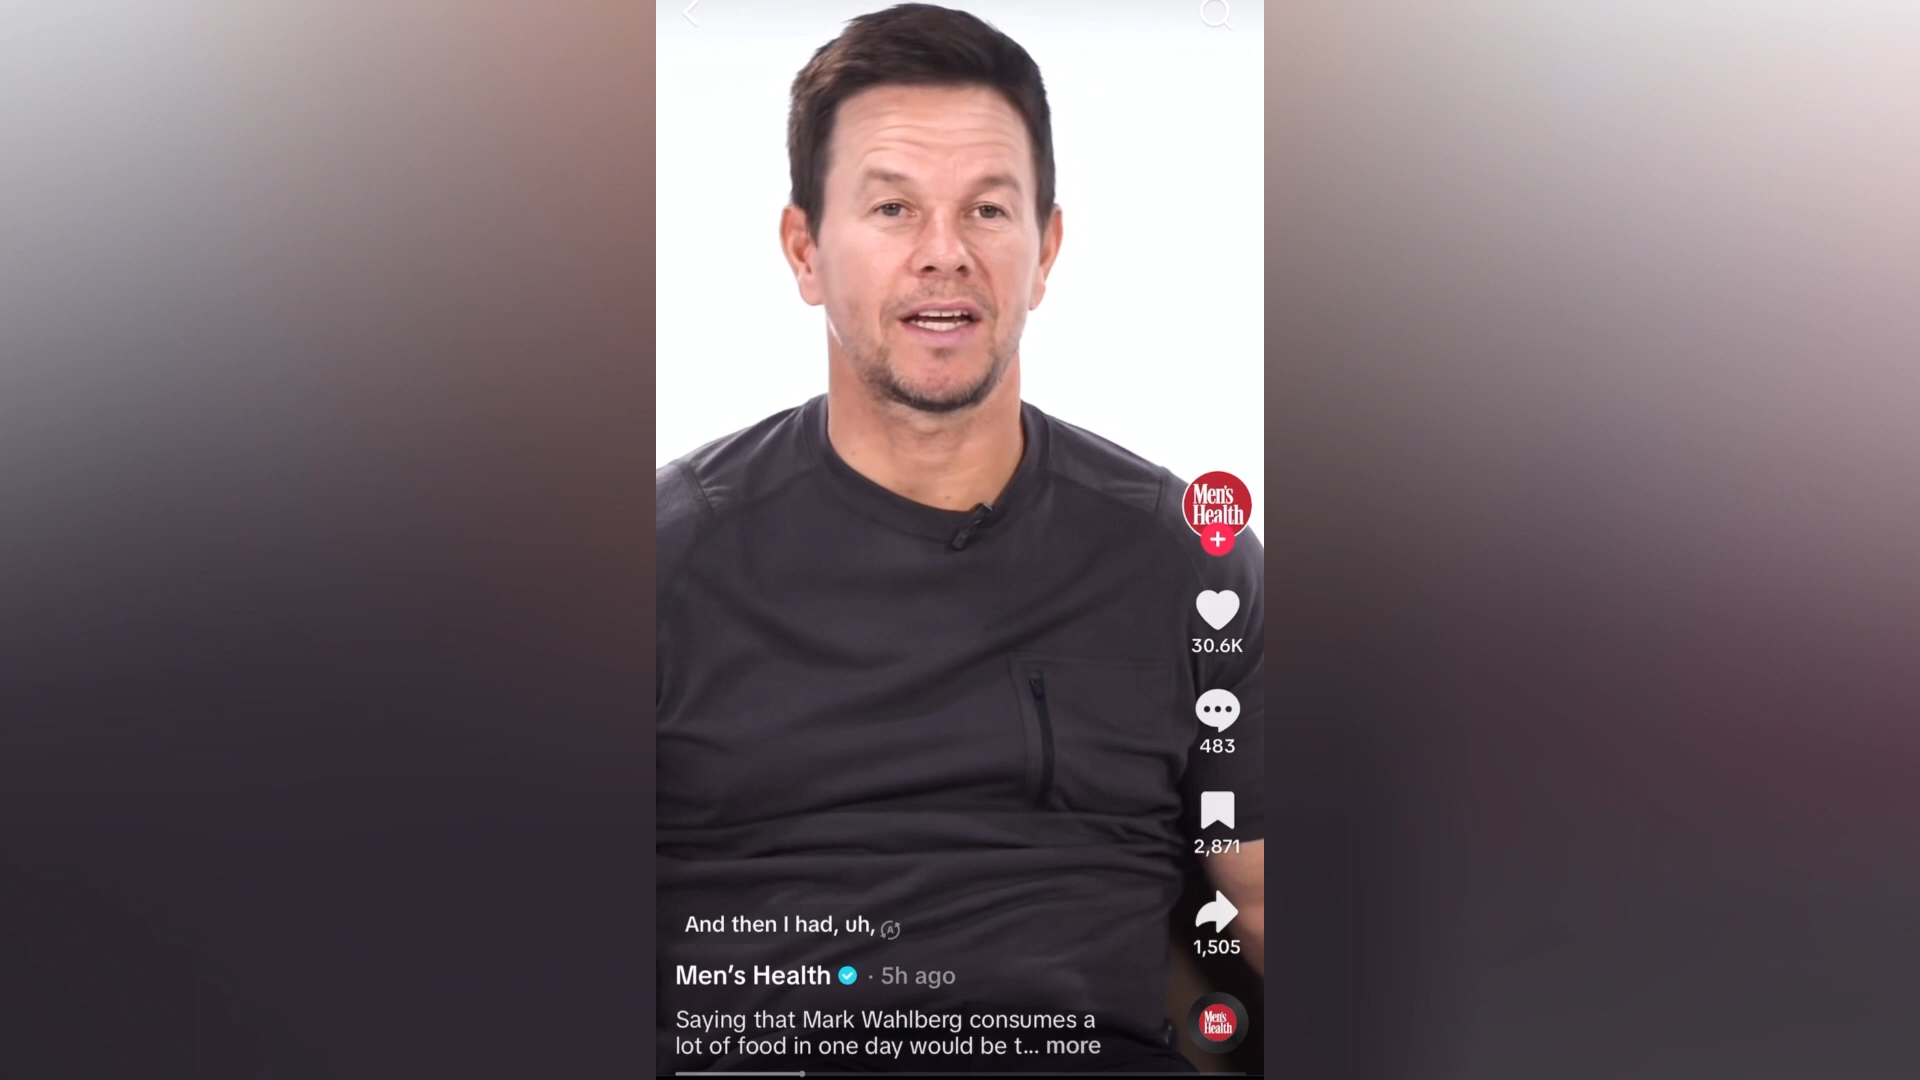 Men's
Health
30.6K
483
2,871
1,505
And then I had, uh,
Men's Health · 5h ago
Saying that Mark Wahlberg consumes a
lot of food in one day would be t... more
Men's
Health